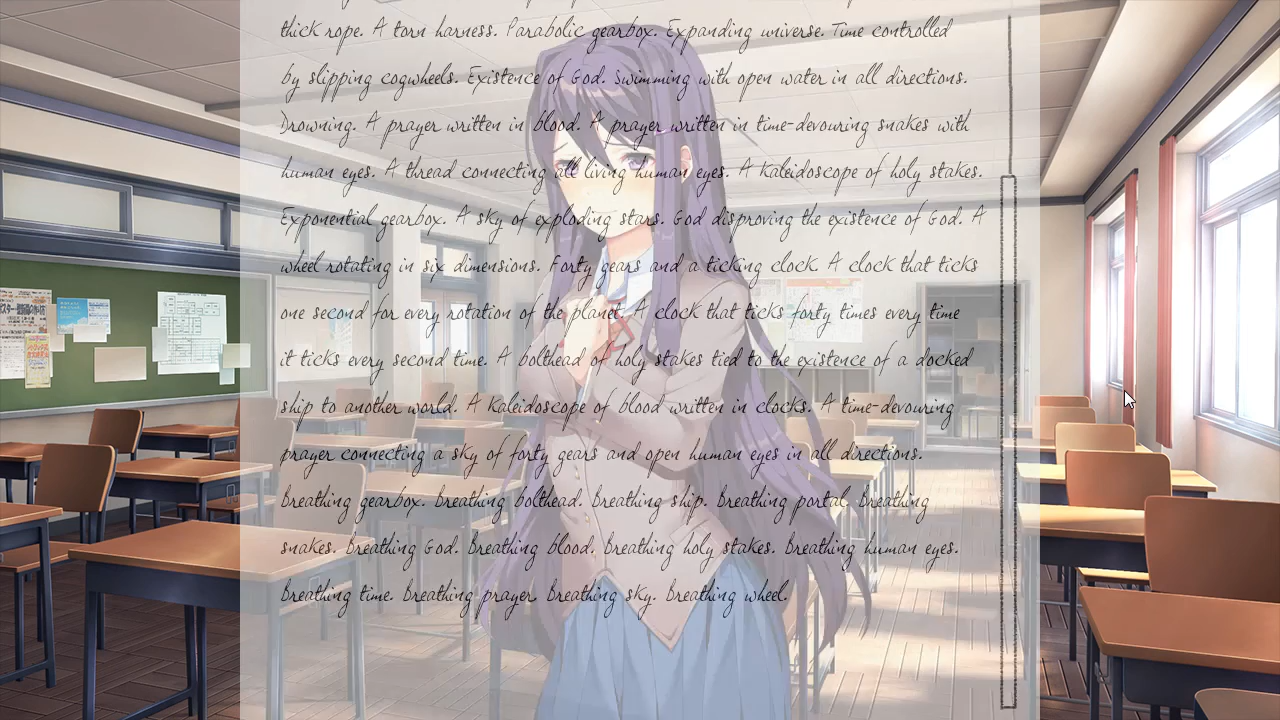 thick rope. A torn harness. Parabolic gearbox. Expanding universe. Time controlled
by slipping cogwheels. Existence of God. Swimming with open water in all directions.
Drowning. A prayer written in blood. A prayer written in time-devouring snakes with
human eyes. A thread connecting all living human eyes. A kaleidoscope of holy stakes.
Exponential gearbox. A sky of exploding stars. God disproving the existence of God. A
wheel rotating in six dimensions. Forty gears and a ticking clock. A clock that ticks
one second for every rotation of the planet. A clock that ticks forty times every time
it ticks every second time. A bolthead of holy stakes tied to the existence of a docked
ship to another world. A kaleidoscope of blood written in clocks. A time-devouring
prayer connecting a sky of forty gears and open human eyes in all directions.
Breathing gearbox. Breathing bolthead. Breathing ship. Breathing portal. Breathing
snakes. Breathing God. Breathing blood. Breathing holy stakes. Breathing human eyes.
Breathing time. Breathing prayer. Breathing sky. Breathing wheel.